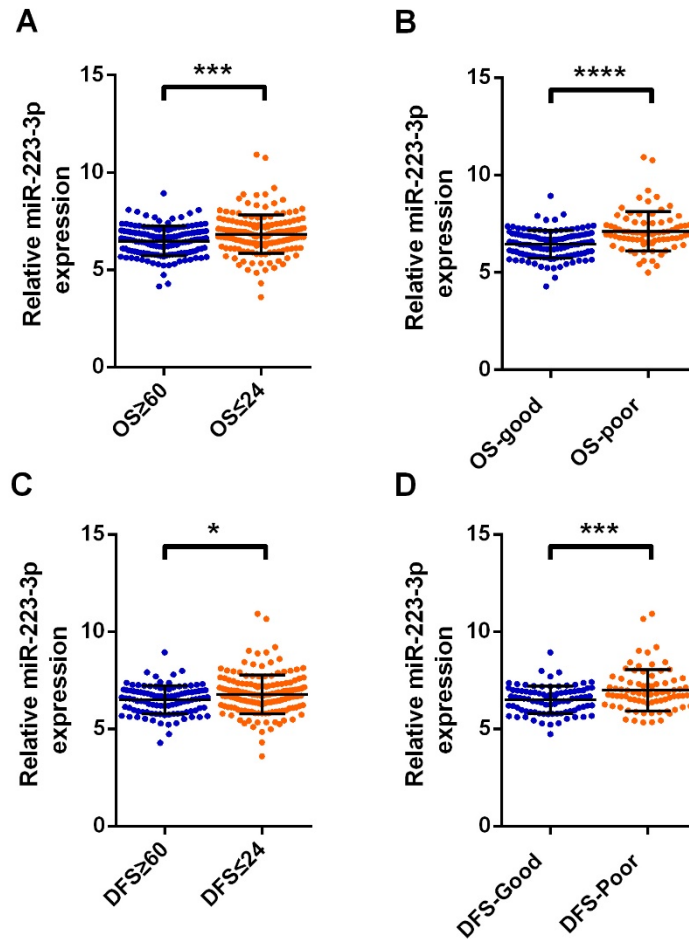 A
Relative miR-223-3p
expression
15
10
5
0
***
OS≥60
OS≤24
B
Relative miR-223-3p
expression
15
10
5
0
****
OS-good
OS-poor
C
Relative miR-223-3p
expression
15
10
5
0
*
DFS≥60
DFS≤24
D
Relative miR-223-3p
expression
15
10
5
0
***
DFS-Good
DFS-Poor